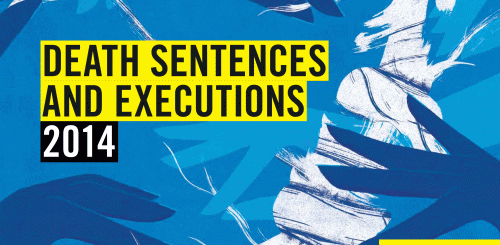 DEATH SENTENCES
AND EXECUTIONS
2014